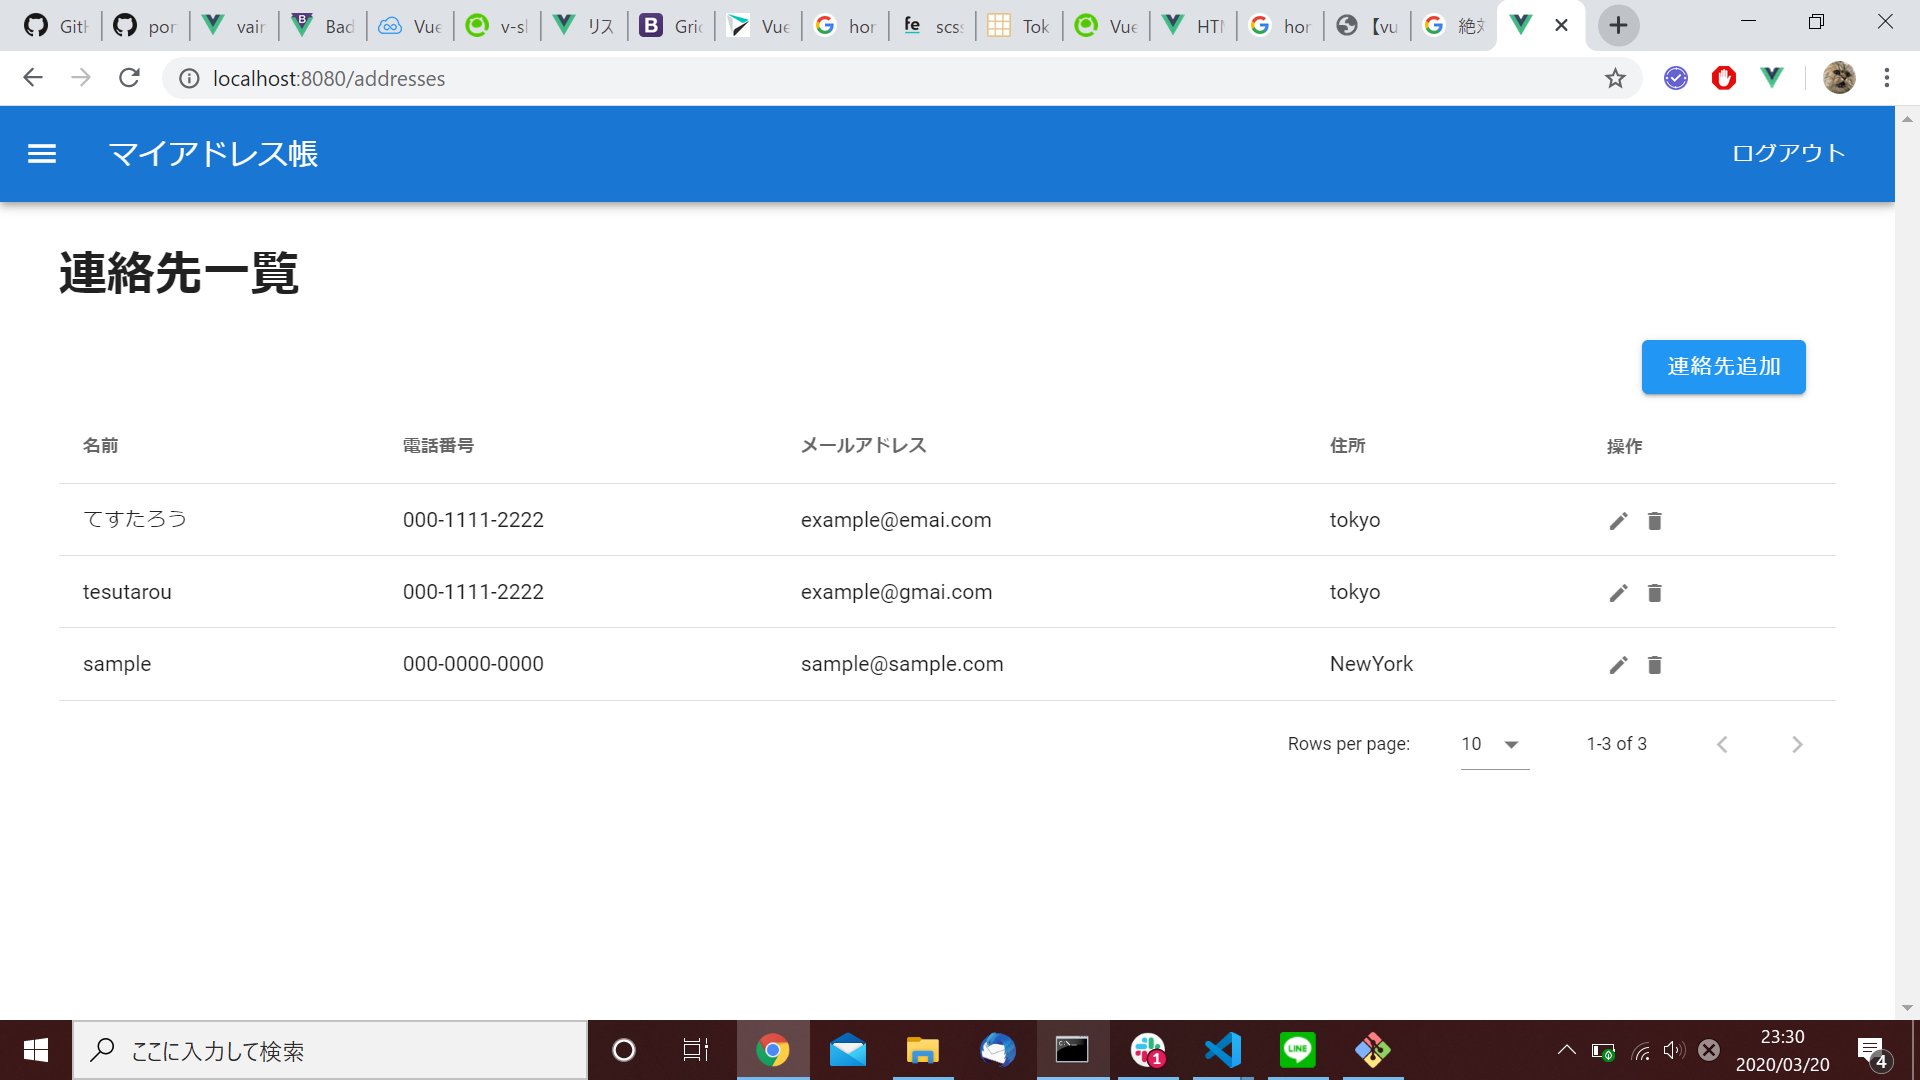 Git por vair Bad Vue v-sl リス Gric Vue hor scss Tok Vue HTM hor 【vu 絶対
localhost:8080/addresses
マイアドレス帳 ログアウト
連絡先一覧
連絡先追加
名前 電話番号 メールアドレス 住所 操作
てすたろう 000-1111-2222 example@emai.com tokyo
tesutarou 000-1111-2222 example@gmai.com tokyo
sample 000-0000-0000 sample@sample.com NewYork
Rows per page: 10 1-3 of 3
ここに入力して検索
1
LINE
23:30
2020/03/20
4